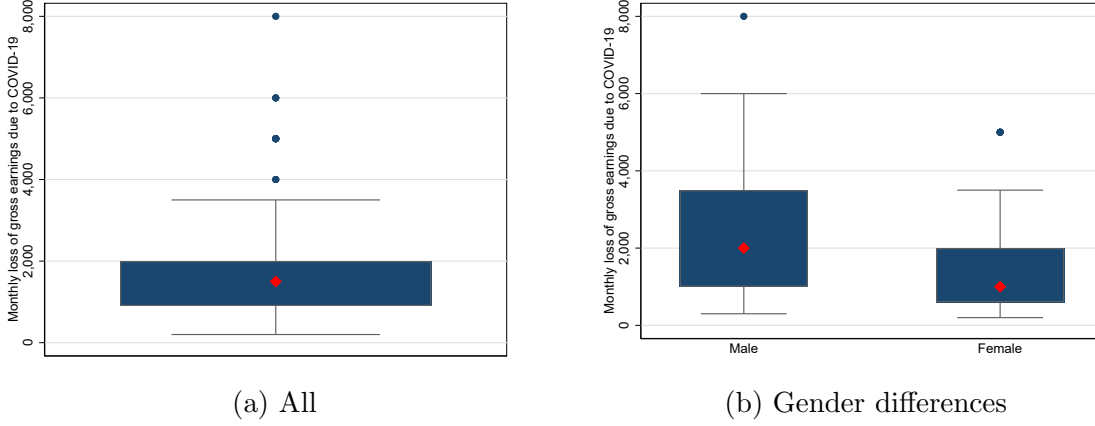 Monthly loss of gross earnings due to COVID-19
8,000
6,000
4,000
2,000
0
(a) All
Monthly loss of gross earnings due to COVID-19
8,000
6,000
4,000
2,000
0
Male Female
(b) Gender differences